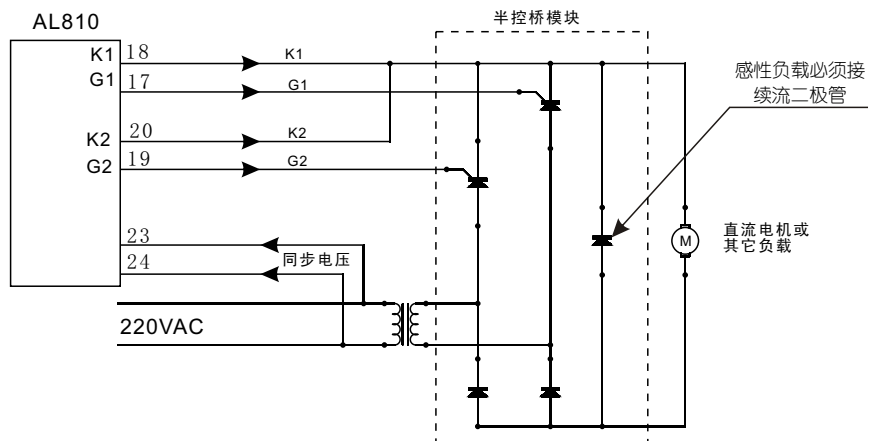 半控桥模块
AL810
K1 18 K1
G1 17 G1
K2 20 K2
G2 19 G2
23
24
同步电压
220VAC
感性负载必须接
续流二极管
M
直流电机或
其它负载